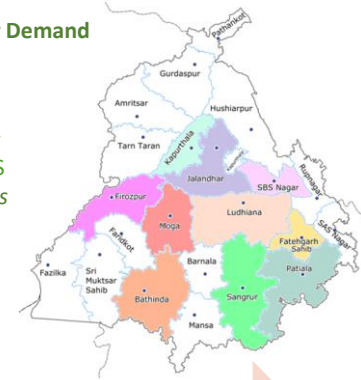 Demand
S
s
Pathankot
Gurdaspur
Amritsar
Hushiarpur
Tarn Taran
Kapurthala
Kapurthala
Jalandhar
SBS Nagar
Rupnagar
Firozpur
Moga
Ludhiana
SAS Nagar
Faridkot
Fatehgarh
Sahib
Fazilka
Sri
Muktsar
Sahib
Barnala
Patiala
Bathinda
Sangrur
Mansa